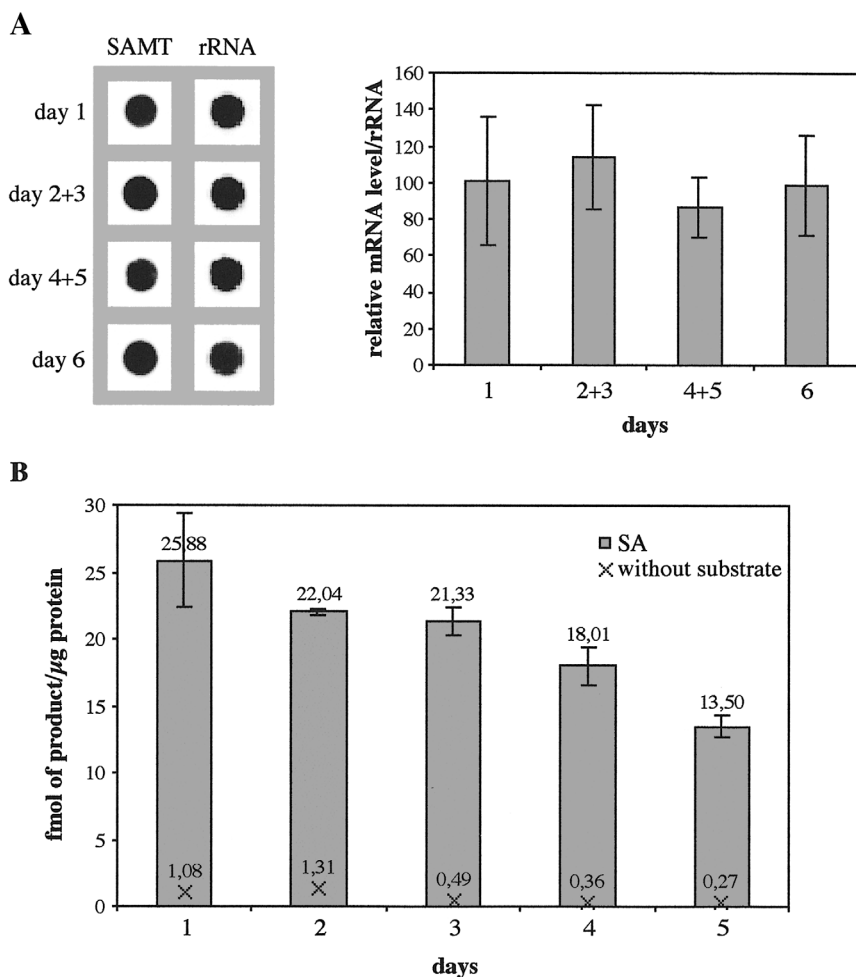 A
SAMT rRNA
day 1
day 2+3
day 4+5
day 6
relative mRNA level/rRNA
160
140
120
100
80
60
40
20
0
1 2+3 4+5 6
days
B
fmol of product/µg protein
30
25
20
15
10
5
0
SA
without substrate
25,88
22,04
21,33
18,01
13,50
1,08
1,31
0,49
0,36
0,27
1 2 3 4 5
days